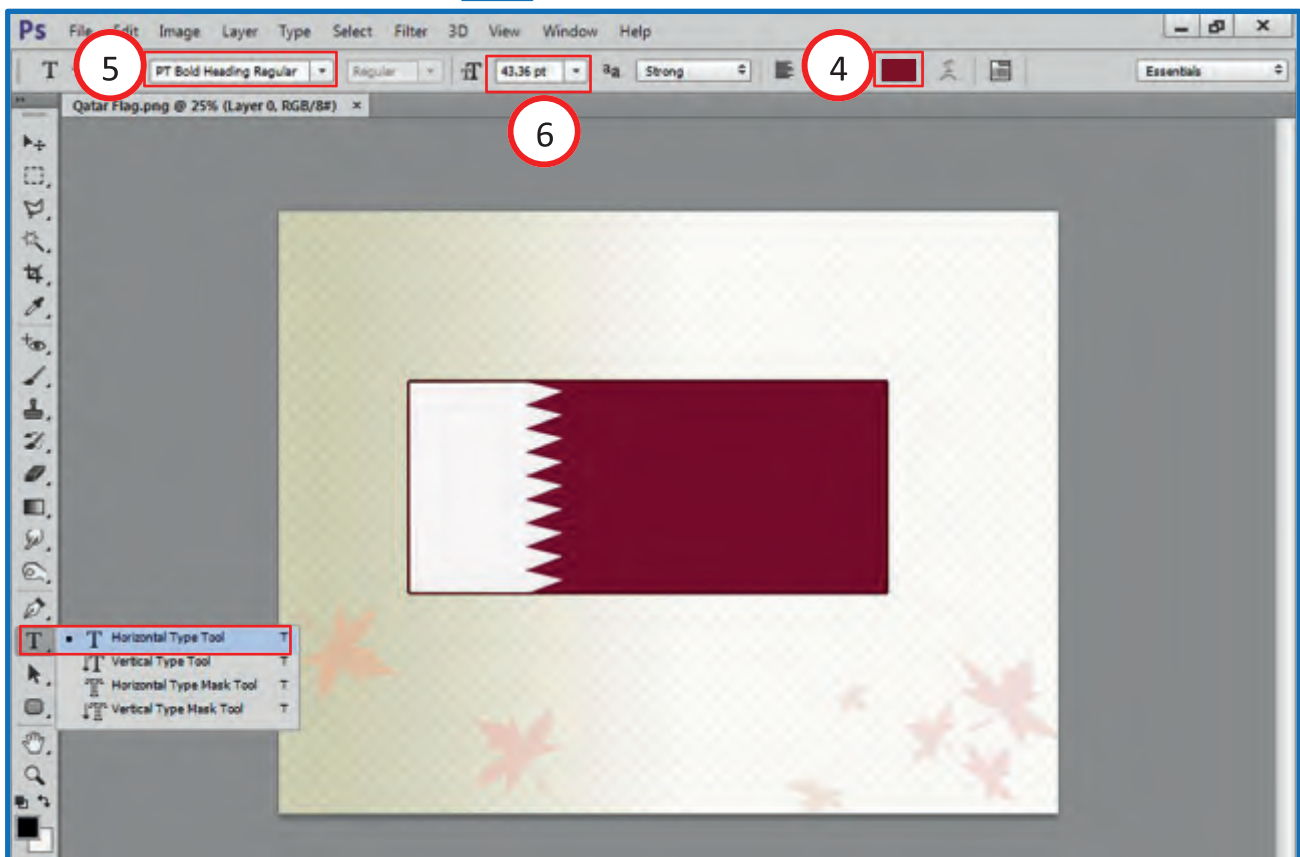 Ps File Edit Image Layer Type Select Filter 3D View Window Help
T 5 PT Bold Heading Regular Regular T 43.36 pt aa Strong 4 Essentials
Qatar Flag.png @ 25% (Layer 0, RGB/8#) ×
6
T T Horizontal Type Tool T
T Vertical Type Tool T
T Horizontal Type Mask Tool T
T Vertical Type Mask Tool T